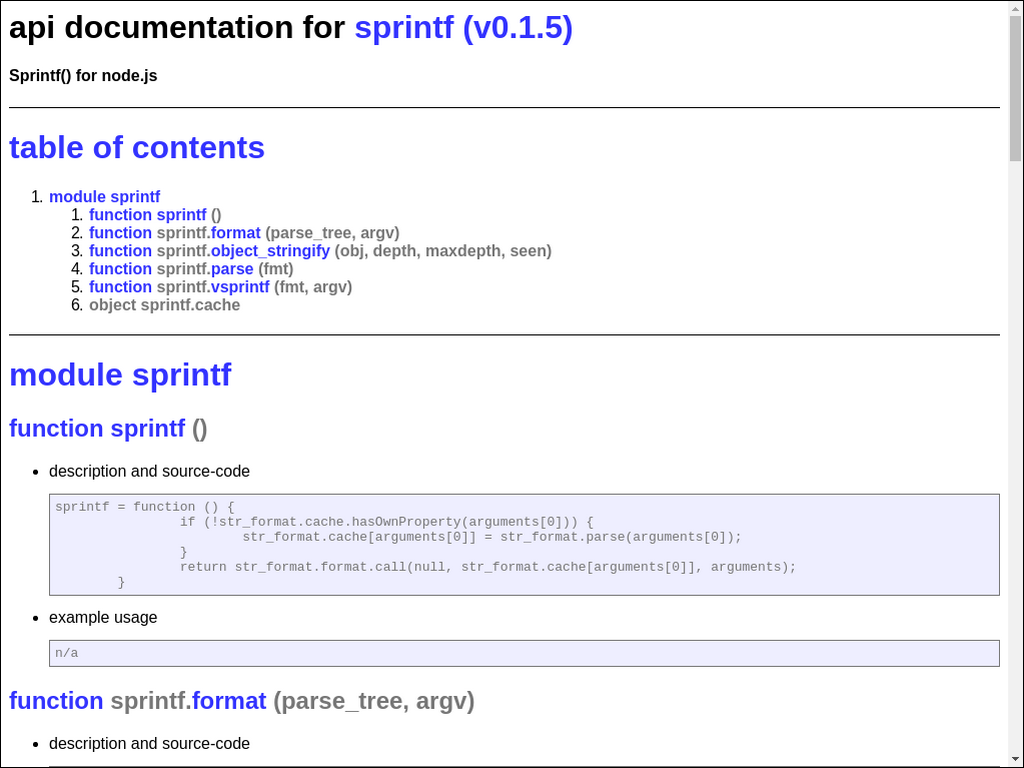 api documentation for sprintf (v0.1.5)
Sprintf() for node.js
table of contents
1. module sprintf
1. function sprintf ()
2. function sprintf.format (parse_tree, argv)
3. function sprintf.object_stringify (obj, depth, maxdepth, seen)
4. function sprintf.parse (fmt)
5. function sprintf.vsprintf (fmt, argv)
6. object sprintf.cache
module sprintf
function sprintf ()
• description and source-code
sprintf = function () {
if (!str_format.cache.hasOwnProperty(arguments[0])) {
str_format.cache[arguments[0]] = str_format.parse(arguments[0]);
}
return str_format.format.call(null, str_format.cache[arguments[0]], arguments);
}
• example usage
n/a
function sprintf.format (parse_tree, argv)
• description and source-code